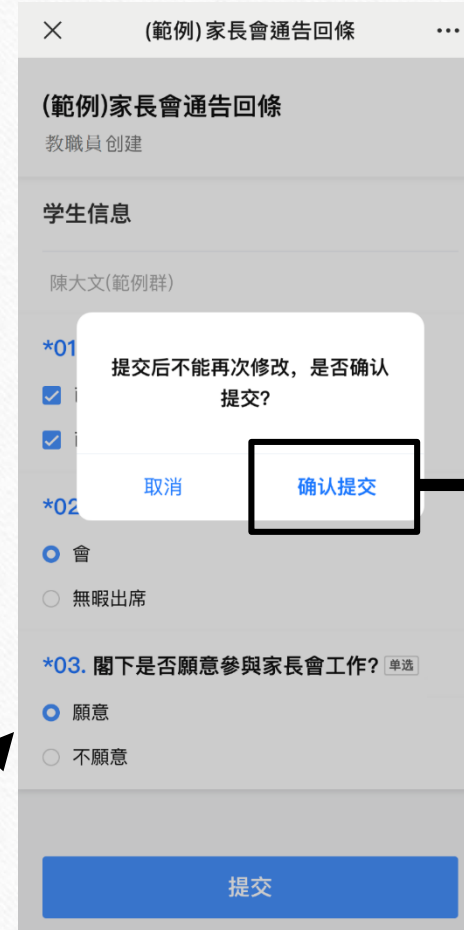 (範例)家長會通告回條
(範例)家長會通告回條
教職員创建
学生信息
陳大文(範例群)
*01
提交后不能再次修改，是否确认
提交?
取消 确认提交
*02
會
無暇出席
*03. 閣下是否願意參與家長會工作? 单选
願意
不願意
提交